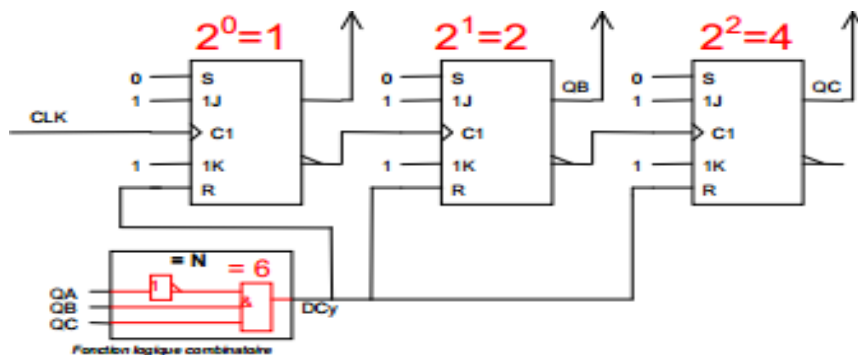 2⁰=1 2¹=2 2²=4
0 S 0 S 0 S
1 1J 1 1J QB 1 1J QC
CLK C1 C1 C1
1 1K 1 1K 1 1K
R R R
= N
= 6
1
&
QA
QB
QC
DCy
Fonction logique combinatoire